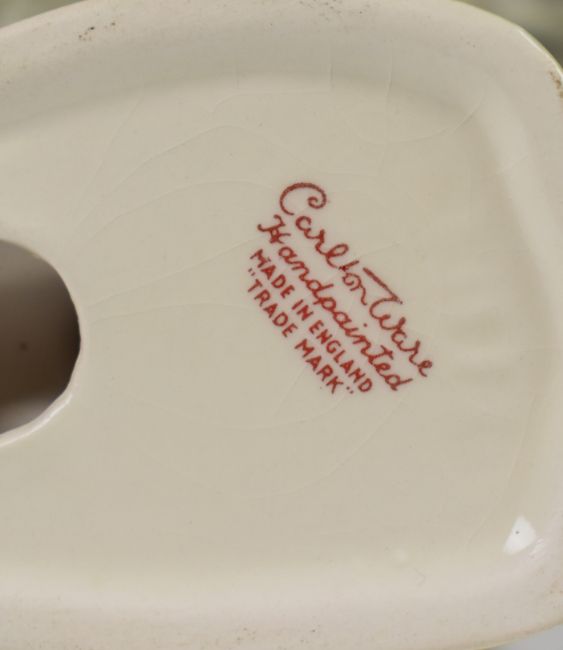 Carlton Ware
Handpainted
MADE IN ENGLAND
"TRADE MARK"